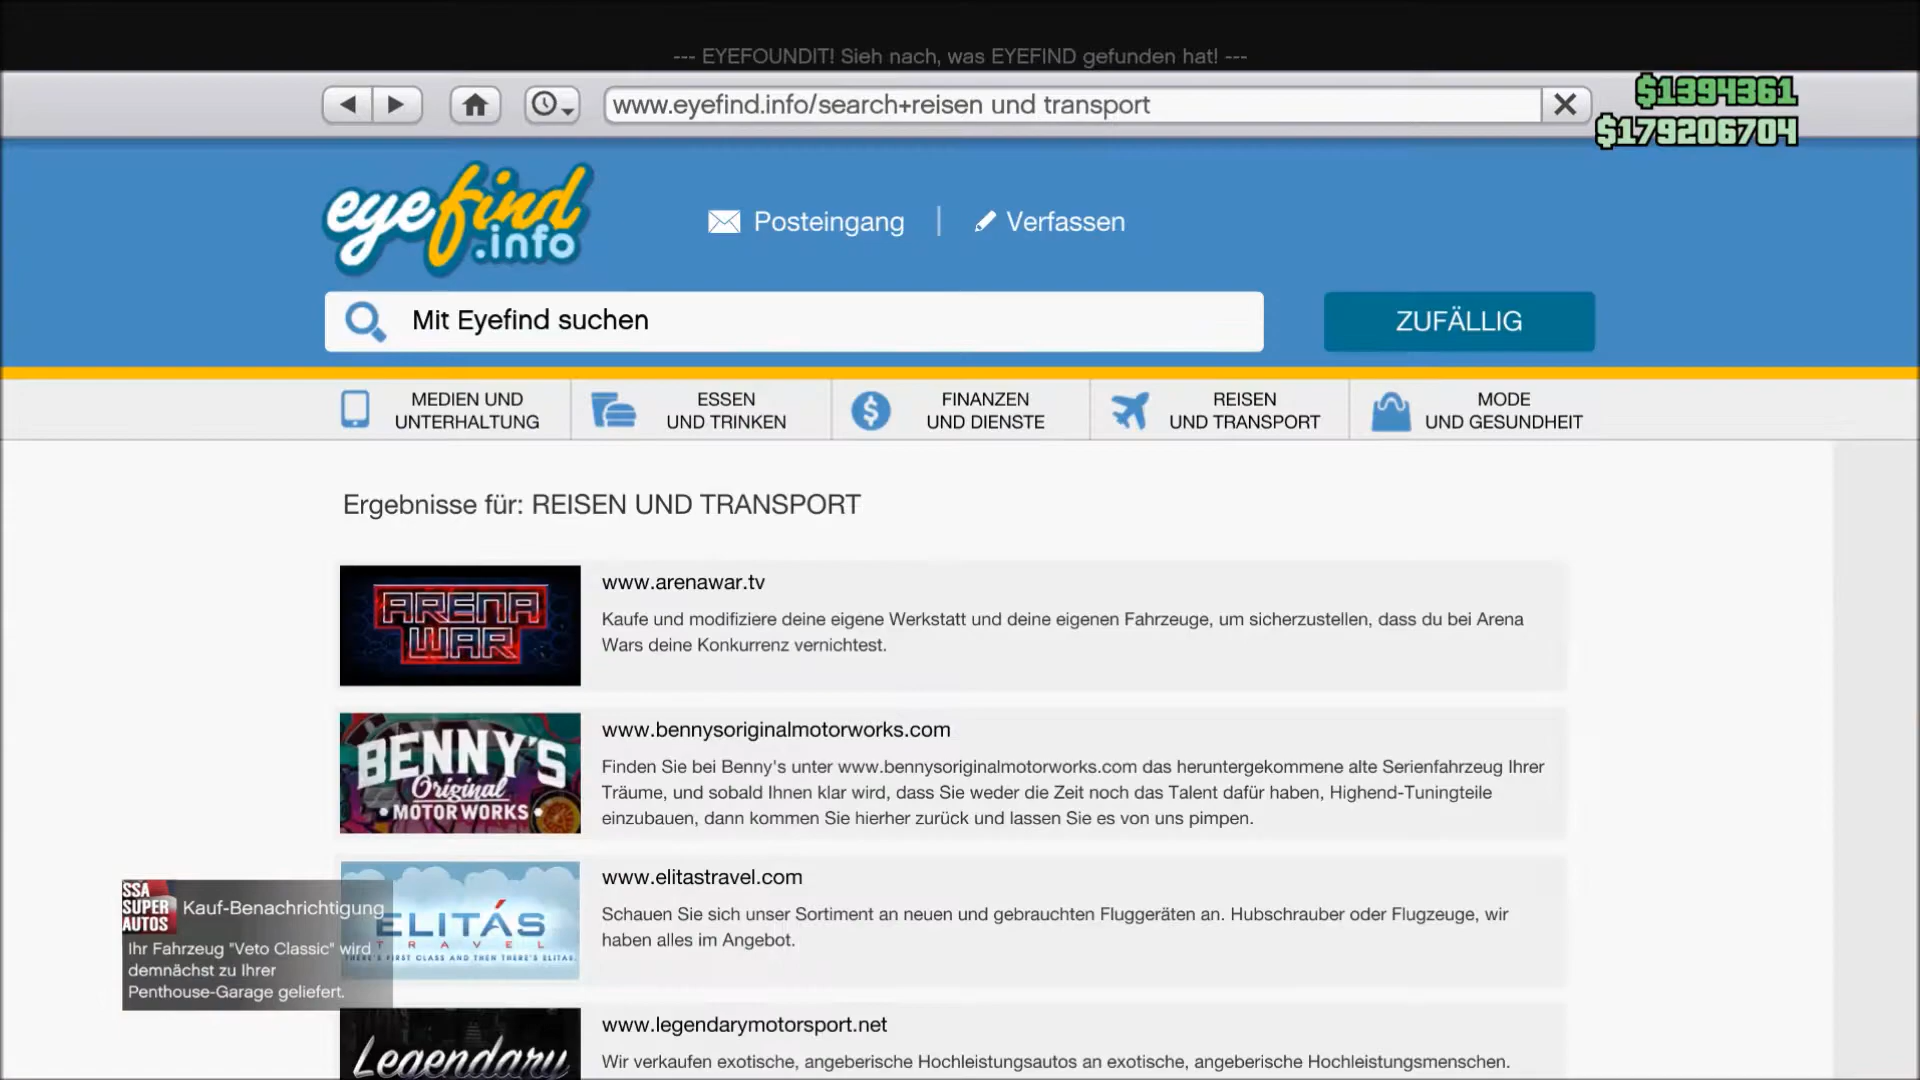 --- EYEFOUNDIT! Sieh nach, was EYEFIND gefunden hat! ---
www.eyefind.info/search+reisen und transport
$1394361
$179206704
eyefind
.info
Posteingang
Verfassen
Mit Eyefind suchen
ZUFÄLLIG
MEDIEN UND
UNTERHALTUNG
ESSEN
UND TRINKEN
FINANZEN
UND DIENSTE
REISEN
UND TRANSPORT
MODE
UND GESUNDHEIT
Ergebnisse für: REISEN UND TRANSPORT
ARENA
WAR
www.arenawar.tv
Kaufe und modifiziere deine eigene Werkstatt und deine eigenen Fahrzeuge, um sicherzustellen, dass du bei Arena
Wars deine Konkurrenz vernichtest.
BENNY'S
Original
MOTOR WORKS
www.bennysoriginalmotorworks.com
Finden Sie bei Benny's unter www.bennysoriginalmotorworks.com das heruntergekommene alte Serienfahrzeug Ihrer
Träume, und sobald Ihnen klar wird, dass Sie weder die Zeit noch das Talent dafür haben, Highend-Tuningteile
einzubauen, dann kommen Sie hierher zurück und lassen Sie es von uns pimpen.
ELITÁS
TRAVEL
THERE'S FIRST CLASS AND THEN THERE'S ELITAS.
www.elitastravel.com
Schauen Sie sich unser Sortiment an neuen und gebrauchten Fluggeräten an. Hubschrauber oder Flugzeuge, wir
haben alles im Angebot.
SSA
SUPER
AUTOS
Kauf-Benachrichtigung
Ihr Fahrzeug "Veto Classic" wird
demnächst zu Ihrer
Penthouse-Garage geliefert.
Legendary
www.legendarymotorsport.net
Wir verkaufen exotische, angeberische Hochleistungsautos an exotische, angeberische Hochleistungsmenschen.